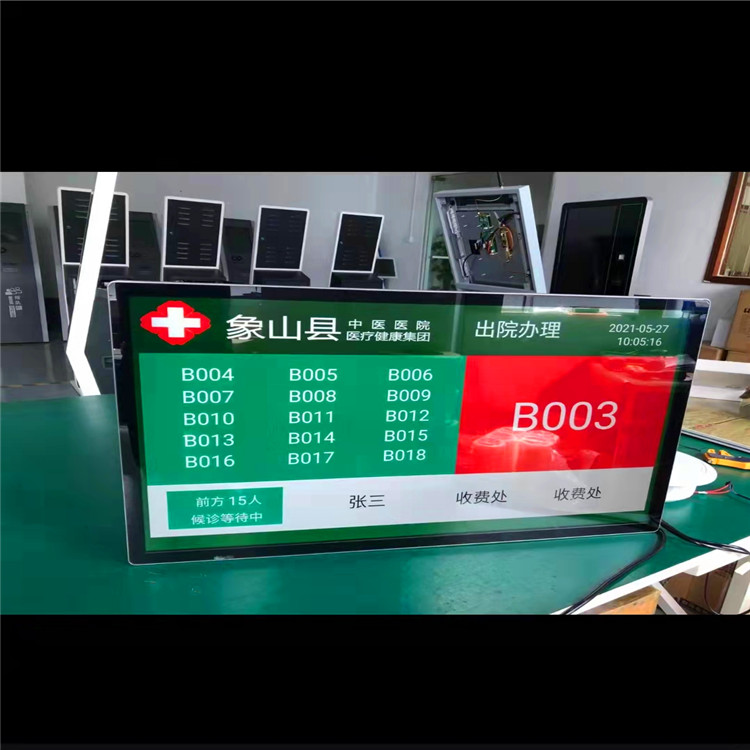 象山县 中医医院
医疗健康集团
出院办理
2021-05-27
10:05:16
B004 B005 B006
B007 B008 B009
B010 B011 B012
B013 B014 B015
B016 B017 B018
B003
前方 15人
候诊等待中
张三 收费处 收费处